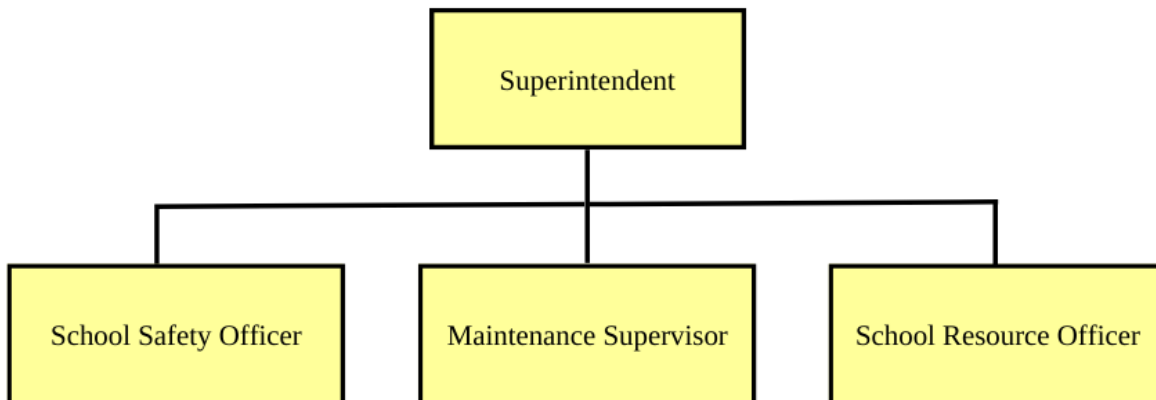 Superintendent
School Safety Officer
Maintenance Supervisor
School Resource Officer